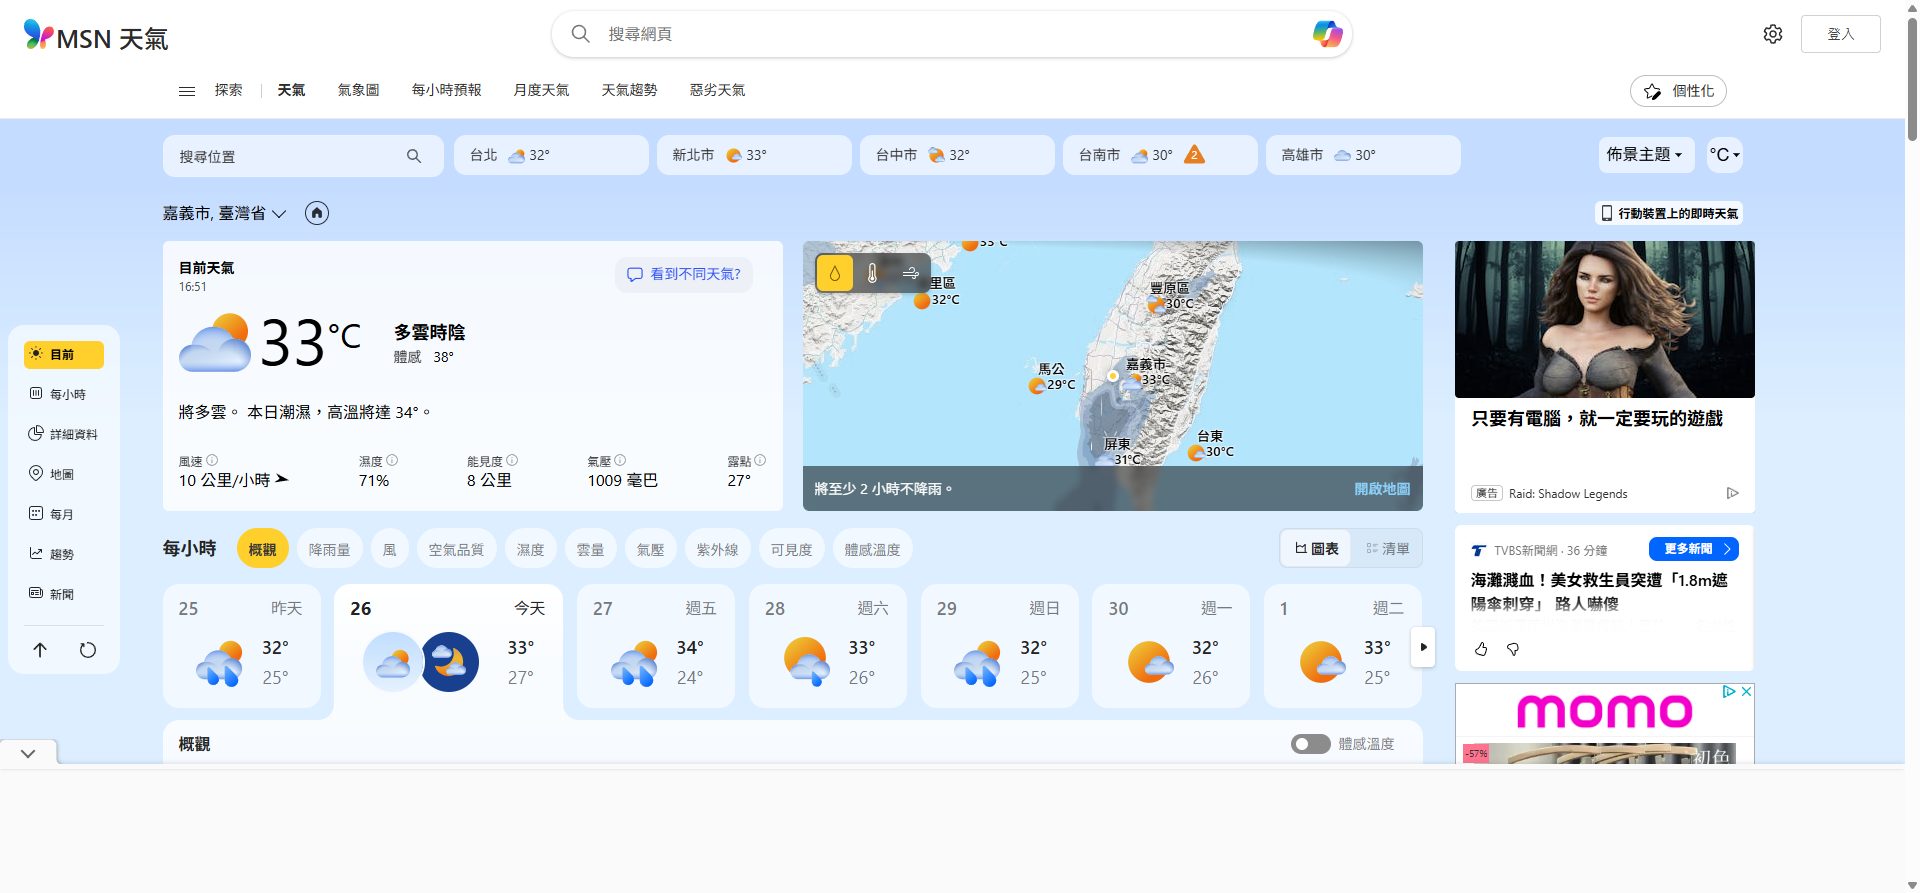 MSN 天氣
搜尋網頁
登入
探索
天氣
氣象圖
每小時預報
月度天氣
天氣趨勢
惡劣天氣
個性化
搜尋位置
台北 32°
新北市 33°
台中市 32°
台南市 30° 2
高雄市 30°
佈景主題
°C
嘉義市, 臺灣省
行動裝置上的即時天氣
目前
每小時
詳細資料
地圖
每月
趨勢
新聞
目前天氣
16:51
看到不同天氣?
33°C
多雲時陰
體感 38°
將多雲。 本日潮濕，高溫將達 34°。
風速
10 公里/小時
濕度
71%
能見度
8 公里
氣壓
1009 毫巴
露點
27°
33°C
里區
32°C
豐原區
30°C
馬公
29°C
嘉義市
33°C
屏東
31°C
台東
30°C
將至少 2 小時不降雨。
開啟地圖
只要有電腦，就一定要玩的遊戲
廣告 Raid: Shadow Legends
TVBS新聞網 · 36 分鐘
更多新聞
海灘濺血！美女救生員突遭「1.8m遮
陽傘刺穿」 路人嚇傻
momo
-57%
初色
每小時
概觀
降雨量
風
空氣品質
濕度
雲量
氣壓
紫外線
可見度
體感溫度
圖表
清單
25 昨天
32°
25°
26 今天
33°
27°
27 週五
34°
24°
28 週六
33°
26°
29 週日
32°
25°
30 週一
32°
26°
1 週二
33°
25°
概觀
體感溫度